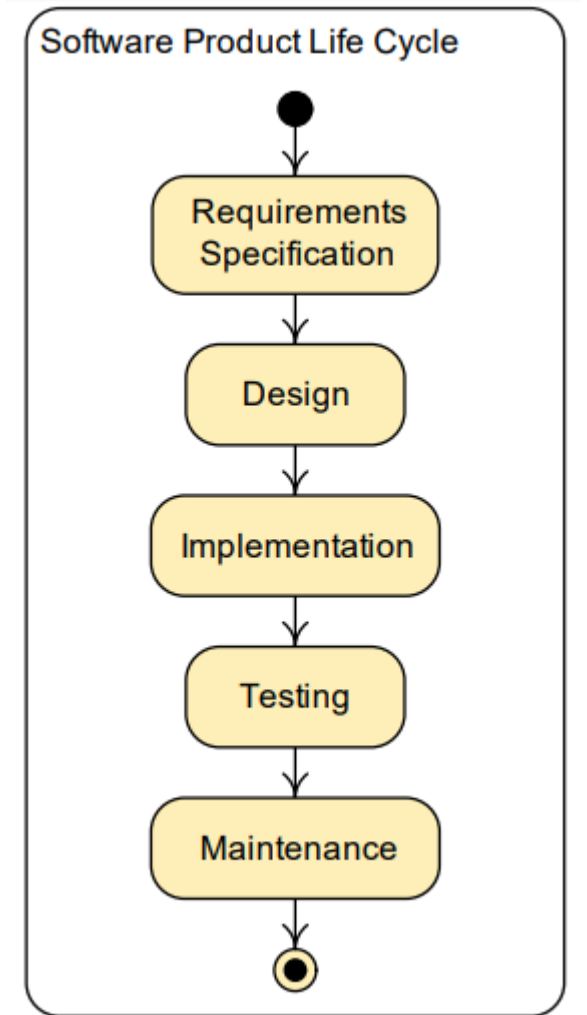 Software Product Life Cycle
Requirements
Specification
Design
Implementation
Testing
Maintenance